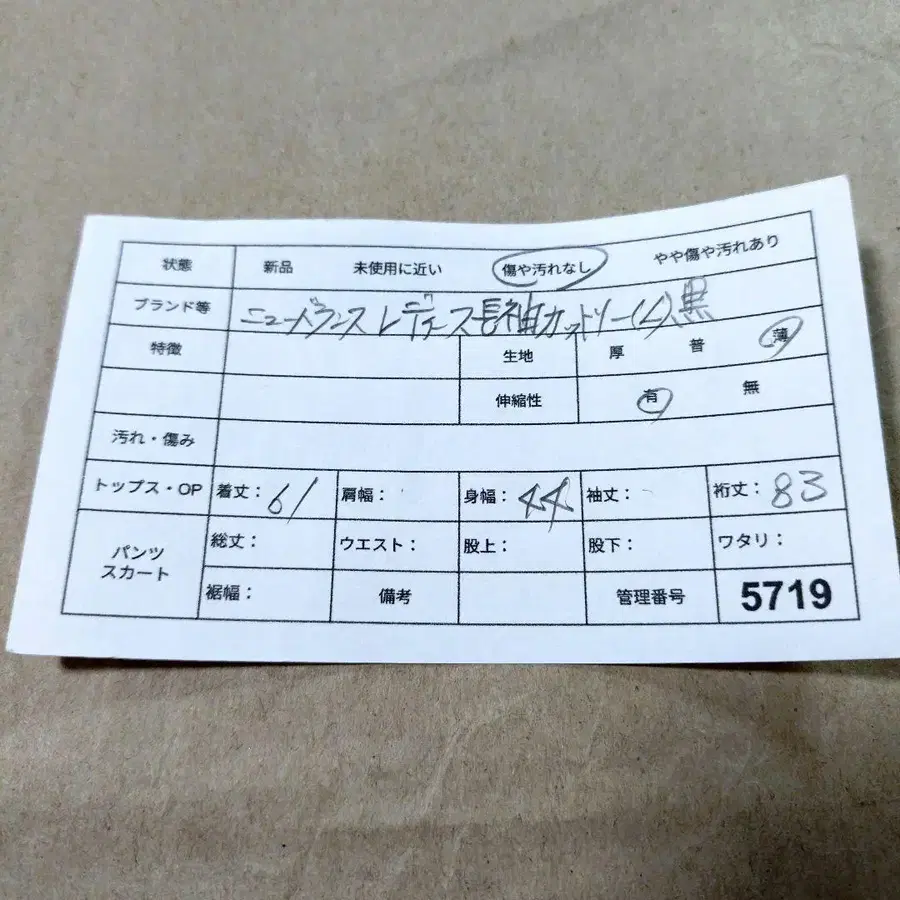 状態 新品 未使用に近い 傷や汚れなし やや傷や汚れあり
ブランド等 ニューバランス レディース長袖カットソー(L)黒
特徴 生地 厚 普 薄
伸縮性 有 無
汚れ・傷み
トップス・OP 着丈: 61 肩幅: 身幅: 44 袖丈: 裄丈: 83
パンツ スカート 総丈: ウエスト: 股上: 股下: ワタリ:
裾幅: 備考 管理番号 5719